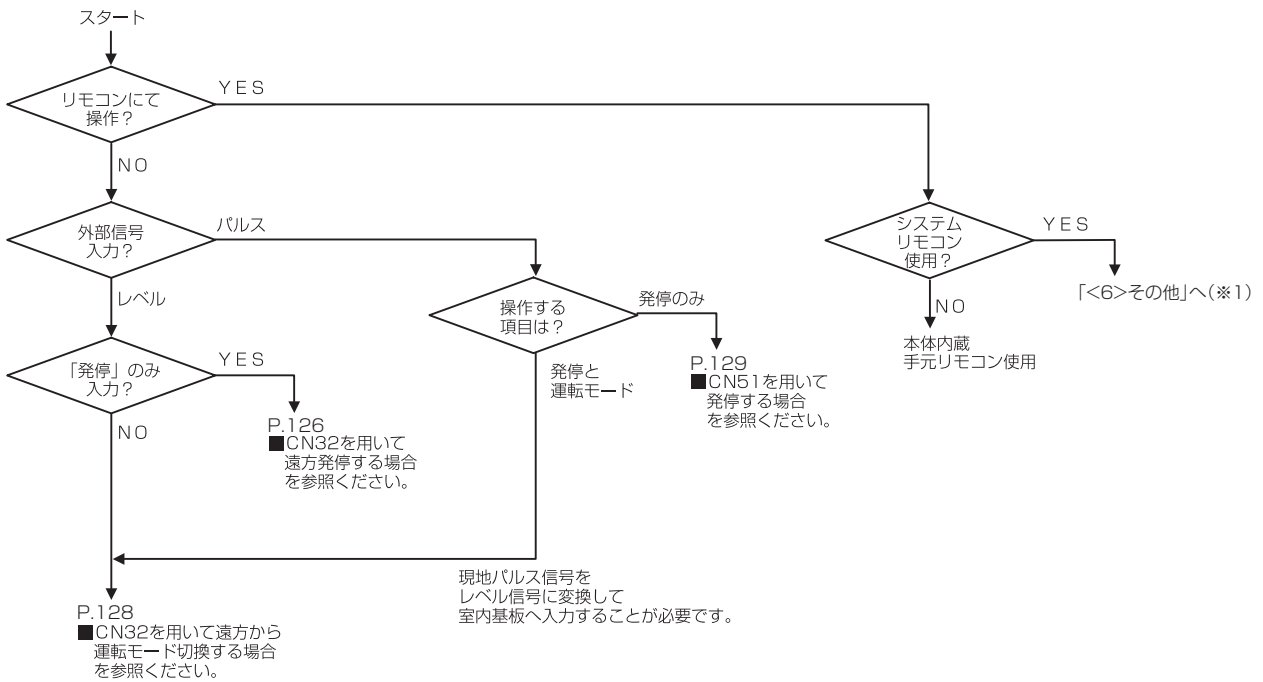 スタート
リモコンにて
操作？
ＹＥＳ
ＮＯ
外部信号
入力？
パルス
レベル
「発停」のみ
入力？
ＹＥＳ
P.126
■CN32を用いて
遠方発停する場合
を参照ください。
ＮＯ
操作する
項目は？
発停のみ
P.129
■CN51を用いて
発停する場合
を参照ください。
発停と
運転モード
現地パルス信号を
レベル信号に変換して
室内基板へ入力することが必要です。
P.128
■CN32を用いて遠方から
運転モード切換する場合
を参照ください。
システム
リモコン
使用？
ＹＥＳ
「<6>その他」へ(※1)
ＮＯ
本体内蔵
手元リモコン使用